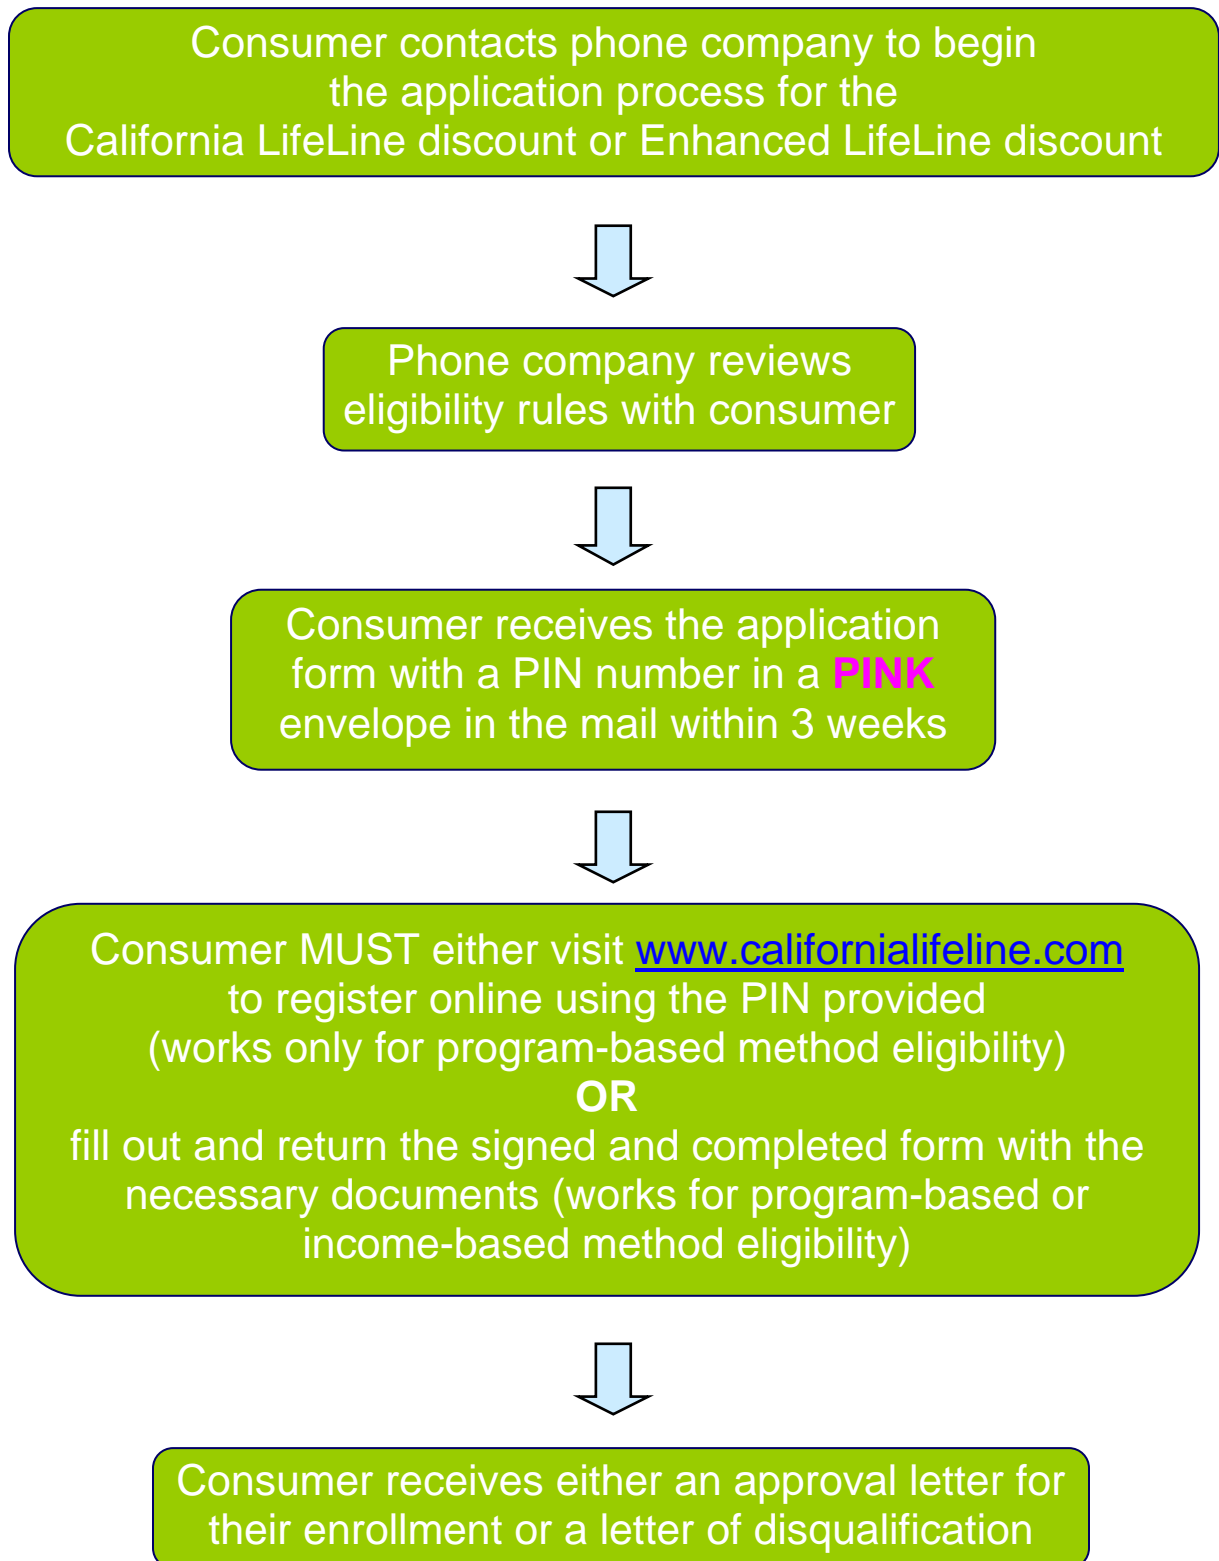 Consumer contacts phone company to begin
the application process for the
California LifeLine discount or Enhanced LifeLine discount
Phone company reviews
eligibility rules with consumer
Consumer receives the application
form with a PIN number in a PINK
envelope in the mail within 3 weeks
Consumer MUST either visit www.californialifeline.com
to register online using the PIN provided
(works only for program-based method eligibility)
OR
fill out and return the signed and completed form with the
necessary documents (works for program-based or
income-based method eligibility)
Consumer receives either an approval letter for
their enrollment or a letter of disqualification